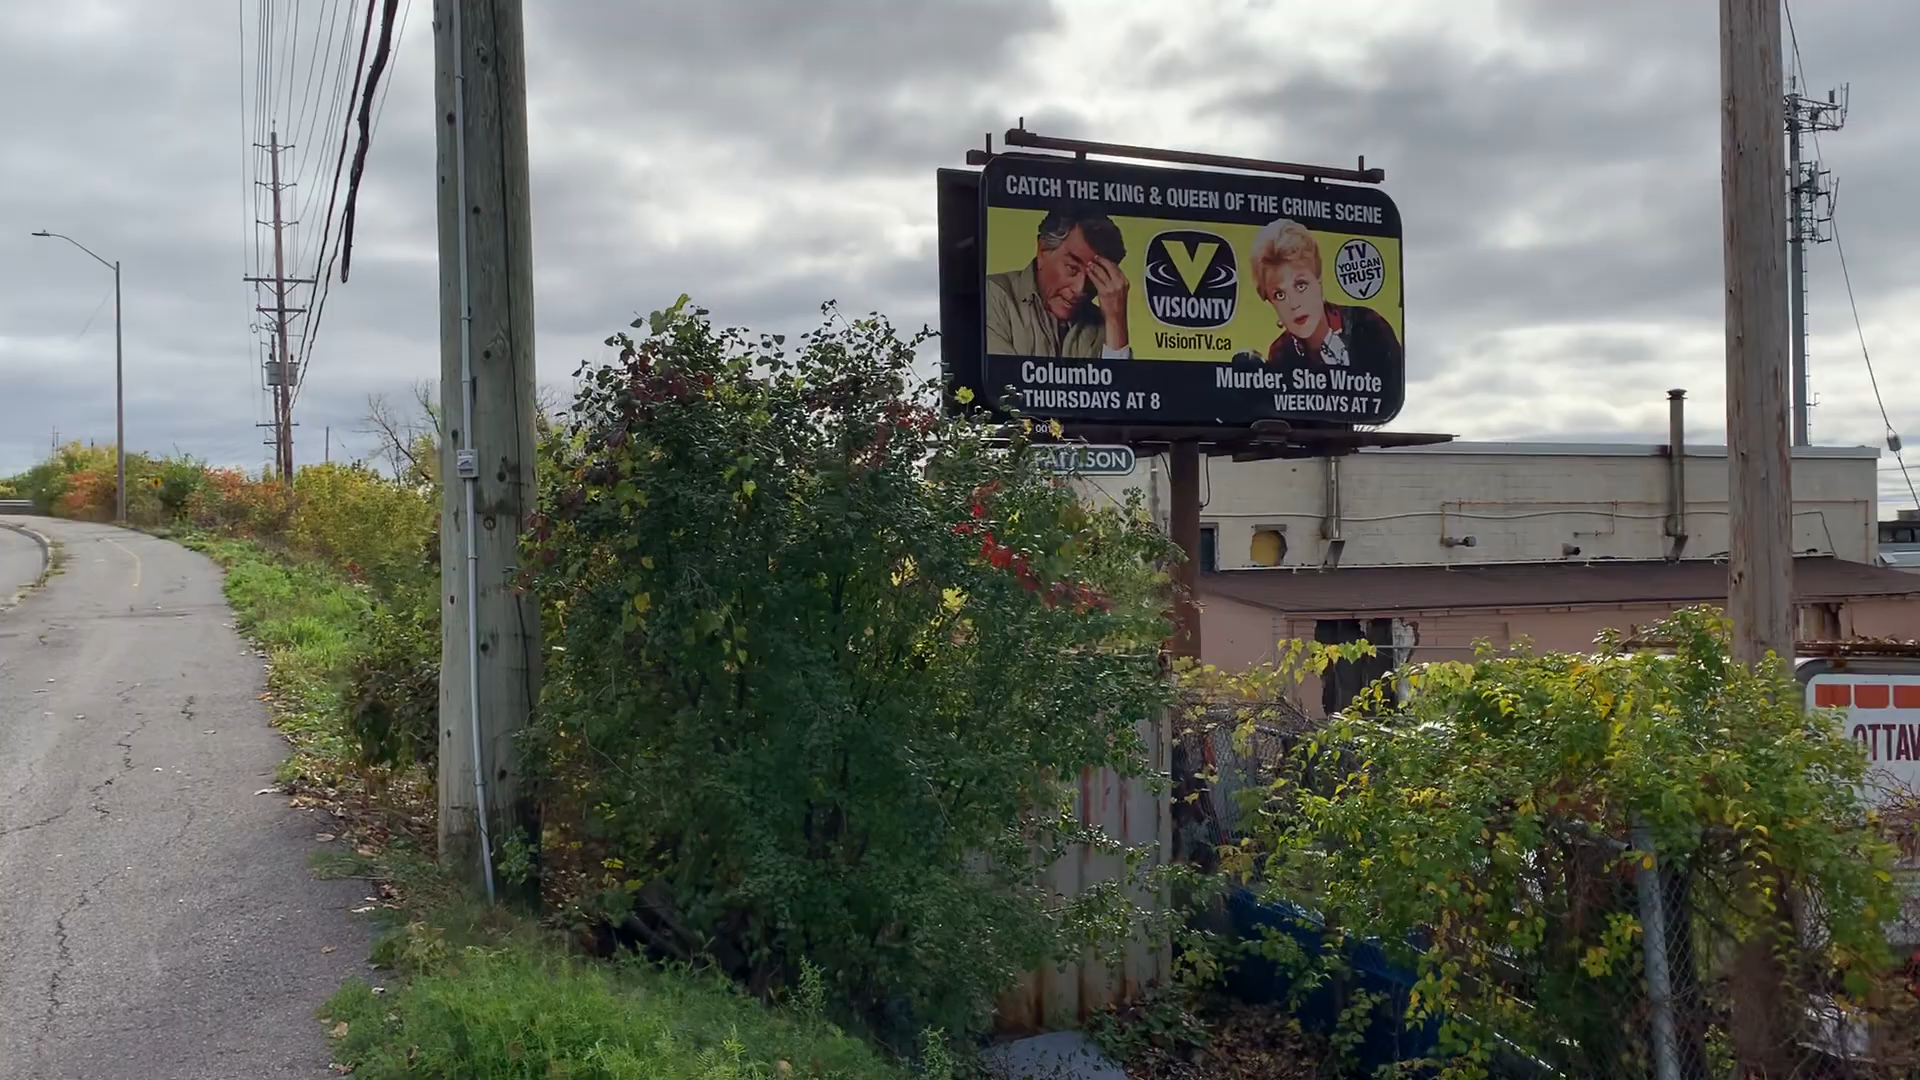 CATCH THE KING & QUEEN OF THE CRIME SCENE
V
VISIONTV
VisionTV.ca
TV
YOU CAN
TRUST
Columbo
THURSDAYS AT 8
Murder, She Wrote
WEEKDAYS AT 7
PATTISON
OTTAW